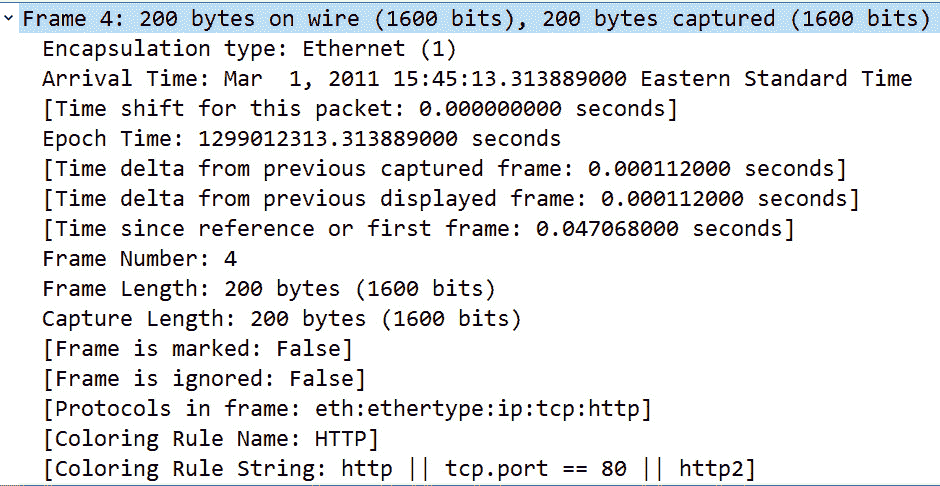 Frame 4: 200 bytes on wire (1600 bits), 200 bytes captured (1600 bits)
Encapsulation type: Ethernet (1)
Arrival Time: Mar  1, 2011 15:45:13.313889000 Eastern Standard Time
[Time shift for this packet: 0.000000000 seconds]
Epoch Time: 1299012313.313889000 seconds
[Time delta from previous captured frame: 0.000112000 seconds]
[Time delta from previous displayed frame: 0.000112000 seconds]
[Time since reference or first frame: 0.047068000 seconds]
Frame Number: 4
Frame Length: 200 bytes (1600 bits)
Capture Length: 200 bytes (1600 bits)
[Frame is marked: False]
[Frame is ignored: False]
[Protocols in frame: eth:ethertype:ip:tcp:http]
[Coloring Rule Name: HTTP]
[Coloring Rule String: http || tcp.port == 80 || http2]